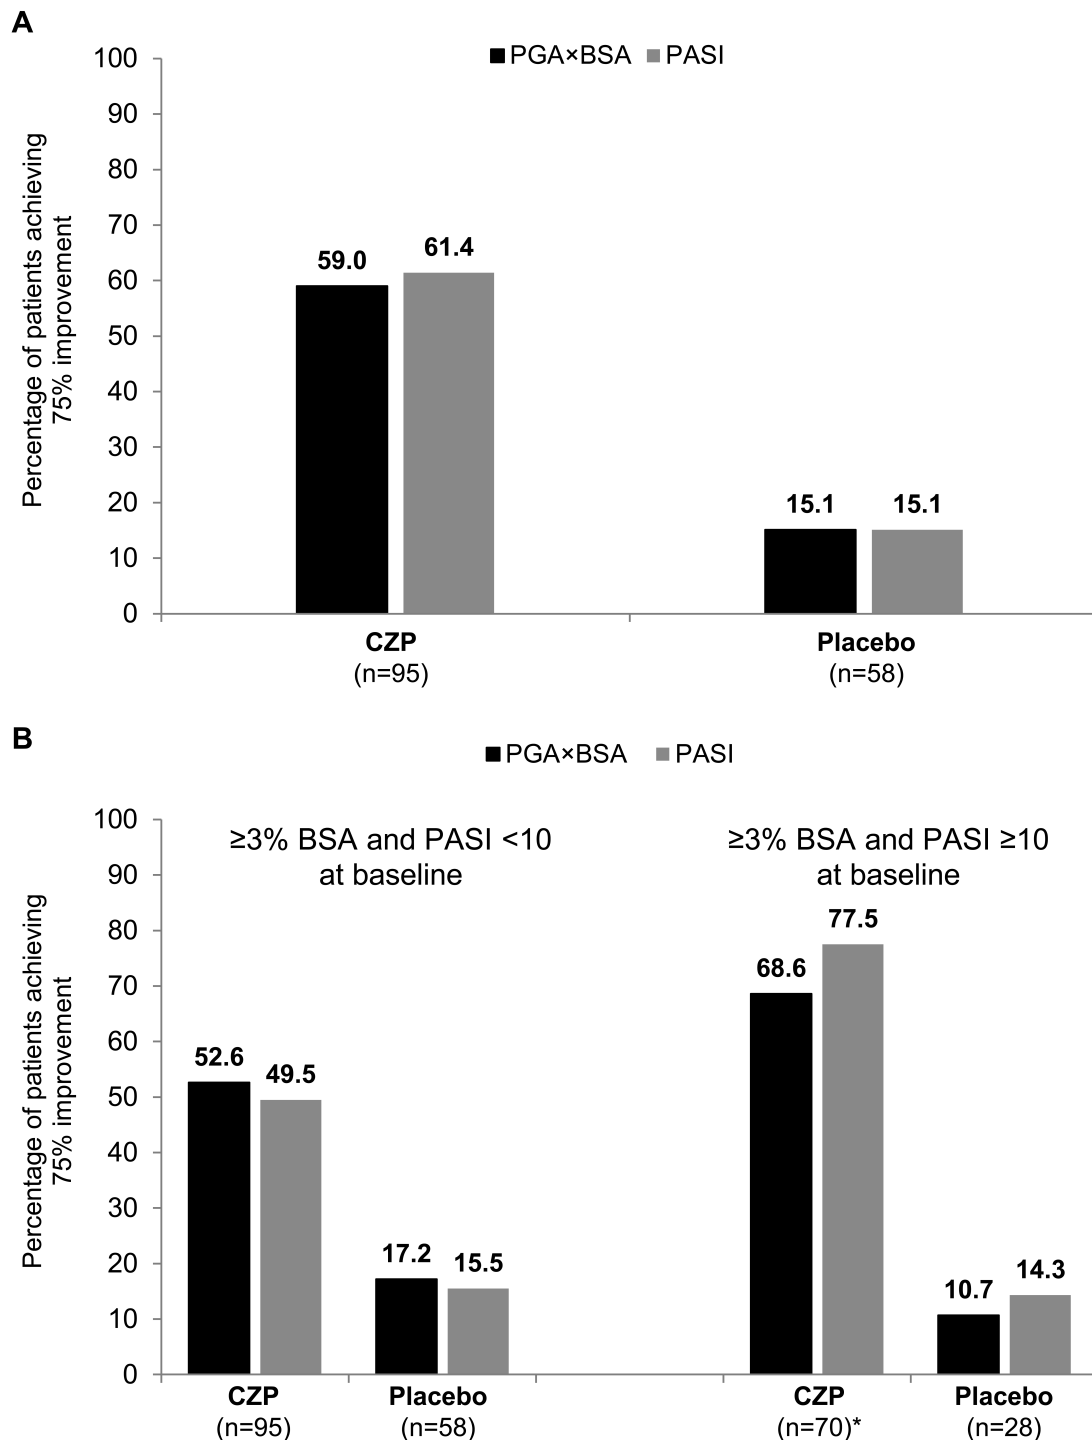 A
PGA×BSA PASI
Percentage of patients achieving
75% improvement
100
90
80
70
60
50
40
30
20
10
0
59.0
61.4
15.1
15.1
CZP
(n=95)
Placebo
(n=58)
B
PGA×BSA PASI
Percentage of patients achieving
75% improvement
100
90
80
70
60
50
40
30
20
10
0
≥3% BSA and PASI <10
at baseline
≥3% BSA and PASI ≥10
at baseline
52.6
49.5
17.2
15.5
68.6
77.5
10.7
14.3
CZP
(n=95)
Placebo
(n=58)
CZP
(n=70)*
Placebo
(n=28)